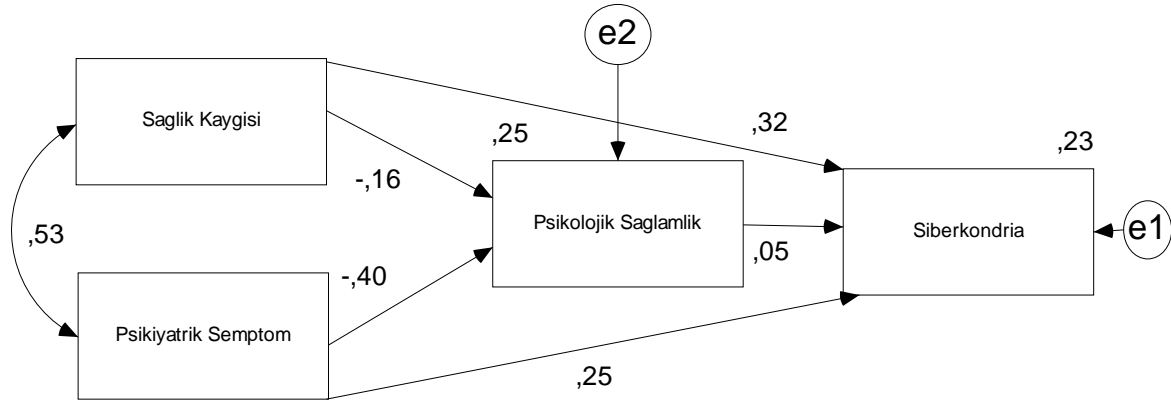 e2
Saglik Kaygisi
,25
,32
,23
-,16
Psikolojik Saglamlik
Siberkondria
e1
,53
,05
-,40
Psikiyatrik Semptom
,25